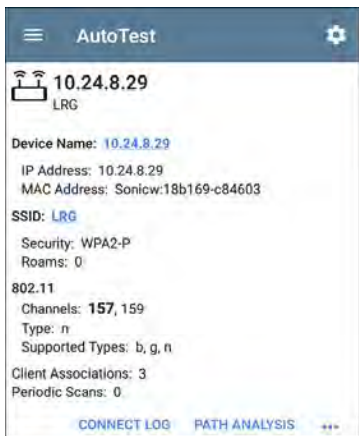 AutoTest
10.24.8.29
LRG
Device Name: 10.24.8.29
IP Address: 10.24.8.29
MAC Address: Sonicw:18b169-c84603
SSID: LRG
Security: WPA2-P
Roams: 0
802.11
Channels: 157, 159
Type: n
Supported Types: b, g, n
Client Associations: 3
Periodic Scans: 0
CONNECT LOG PATH ANALYSIS ...